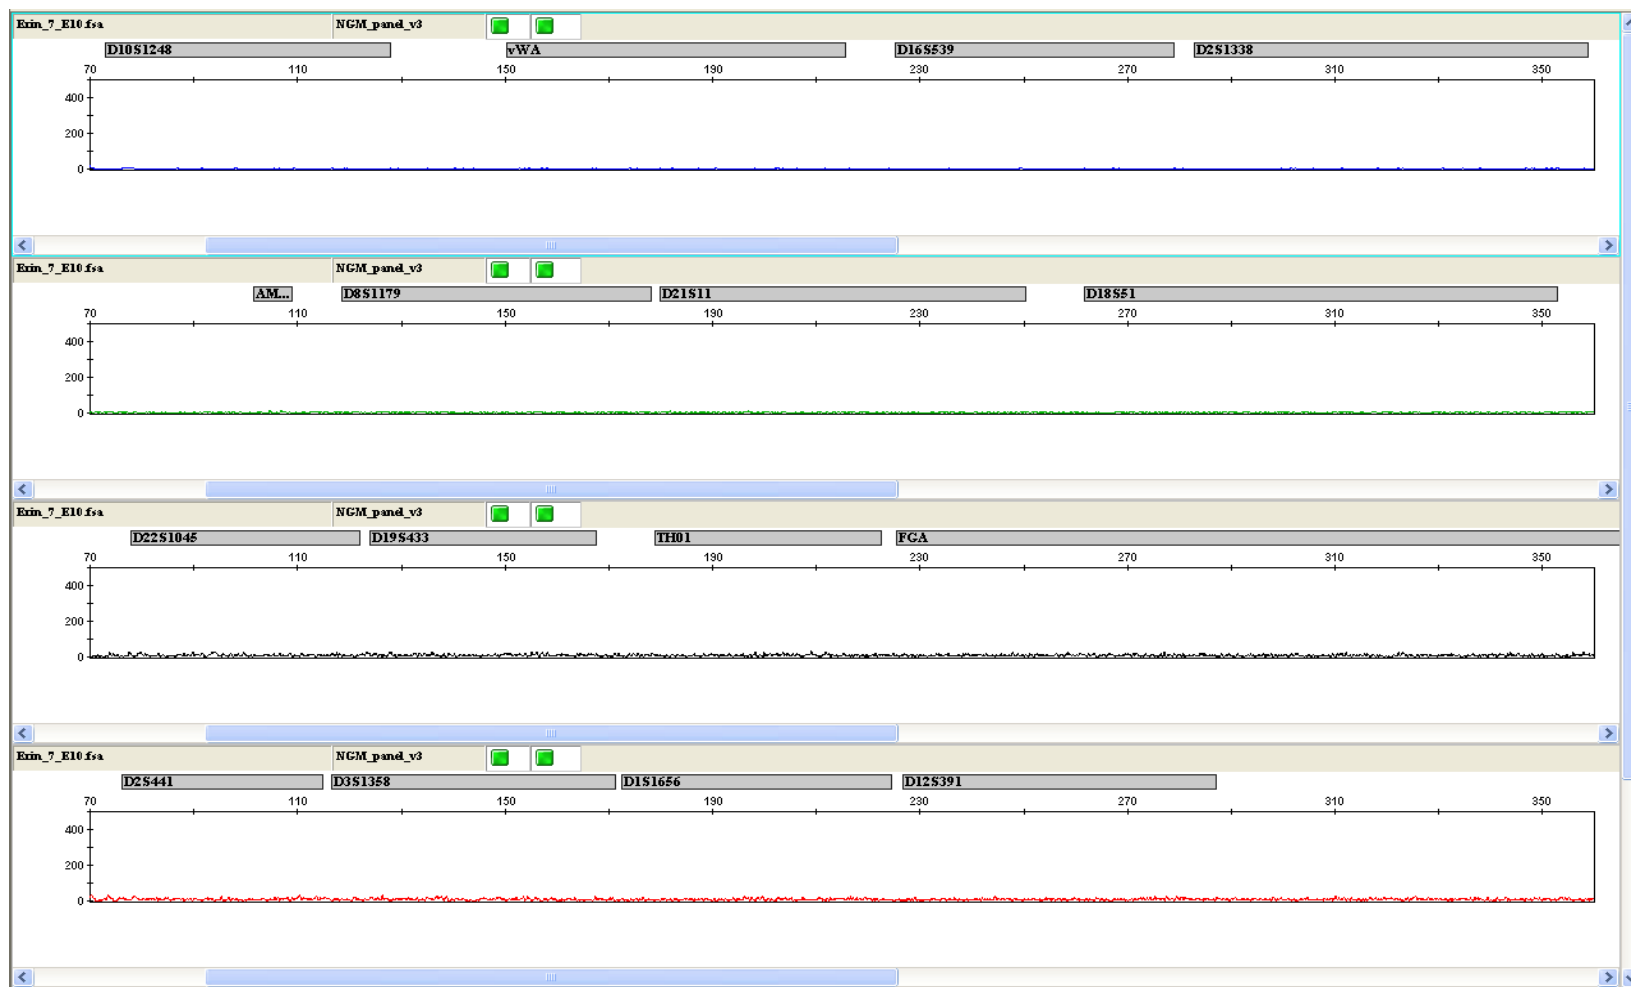 Erin_7_E10.fsa NGM_panel_v3
D10S1248 vWA D16S539 D2S1338
70 110 150 190 230 270 310 350
400
200
0
Erin_7_E10.fsa NGM_panel_v3
AM... D8S1179 D21S11 D18S51
70 110 150 190 230 270 310 350
400
200
0
Erin_7_E10.fsa NGM_panel_v3
D22S1045 D19S433 TH01 FGA
70 110 150 190 230 270 310 350
400
200
0
Erin_7_E10.fsa NGM_panel_v3
D2S441 D3S1358 D1S1656 D12S391
70 110 150 190 230 270 310 350
400
200
0